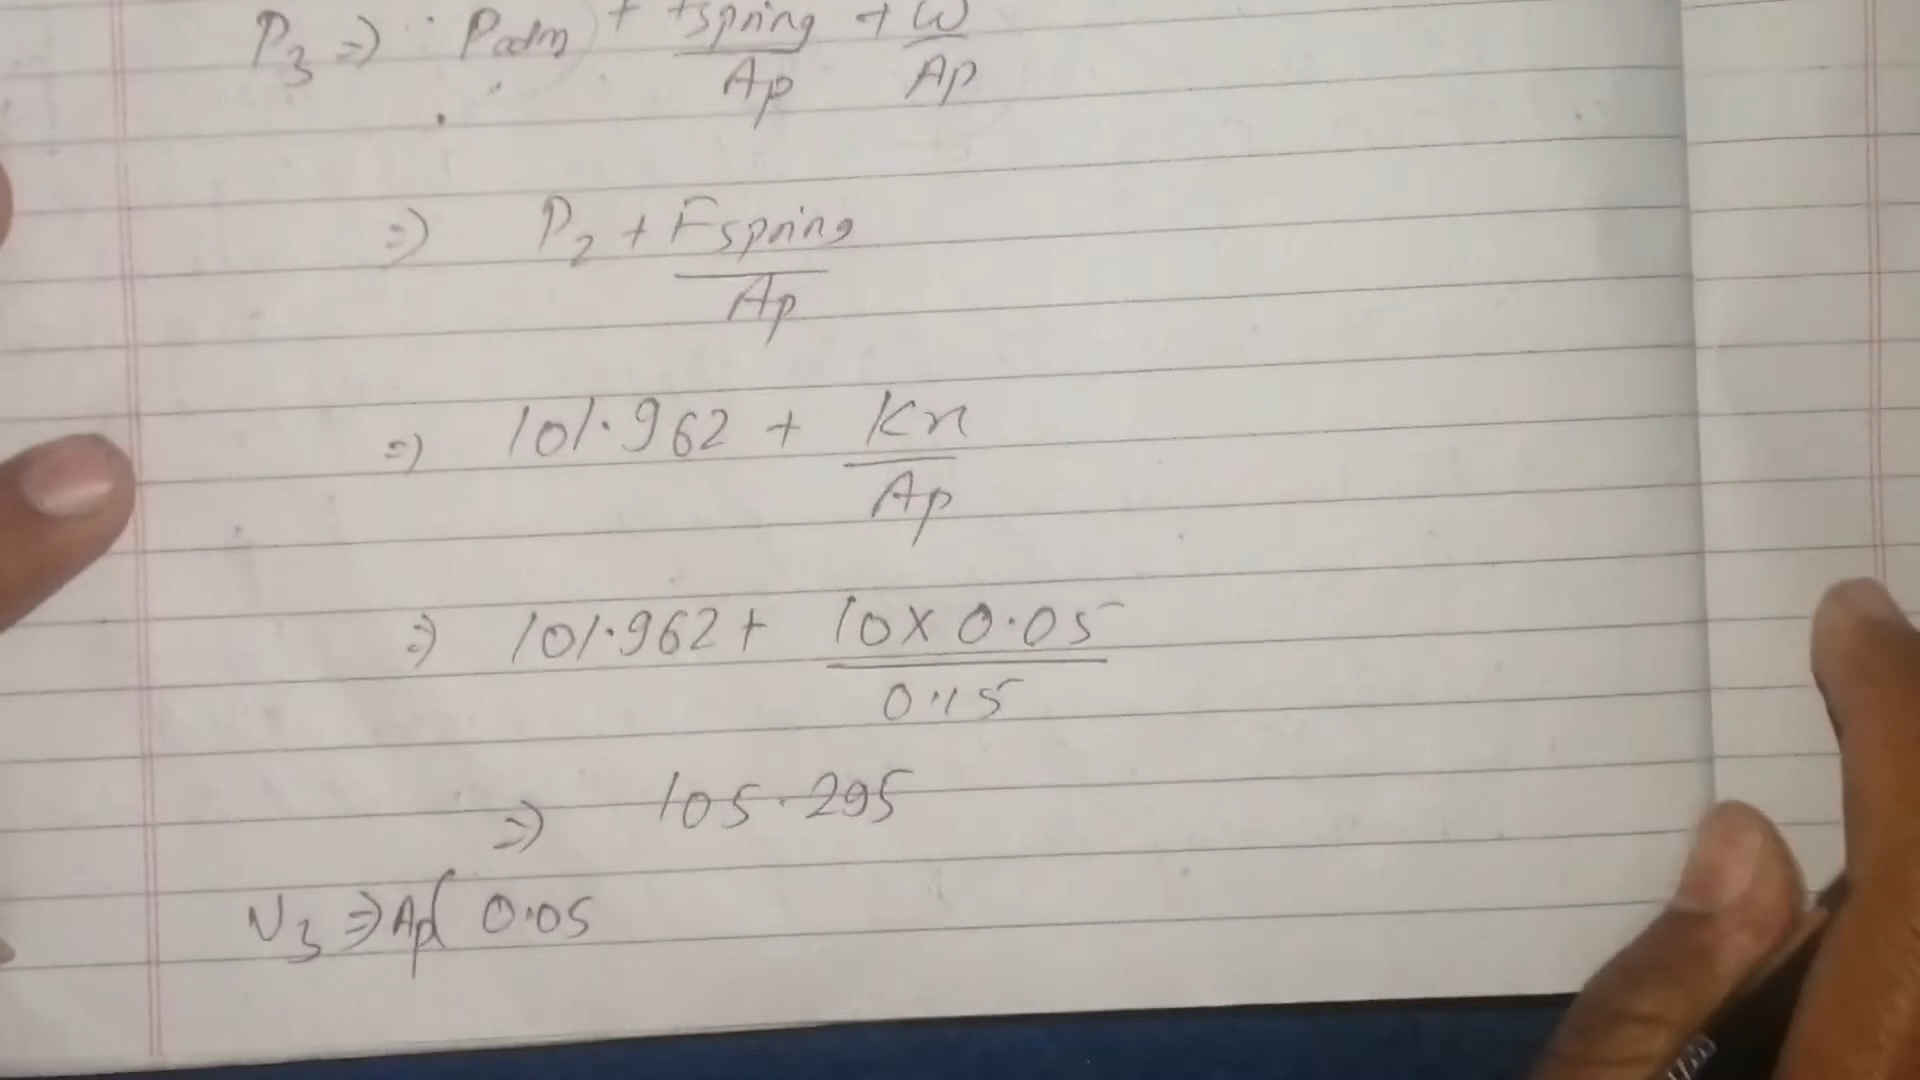 P3 => Patm + Fspring/Ap + W/Ap
=> P2 + Fspring/Ap
=> 101.962 + Kx/Ap
=> 101.962 + 10 x 0.05/0.15
=> 105.295
V3 => Ap( 0.05